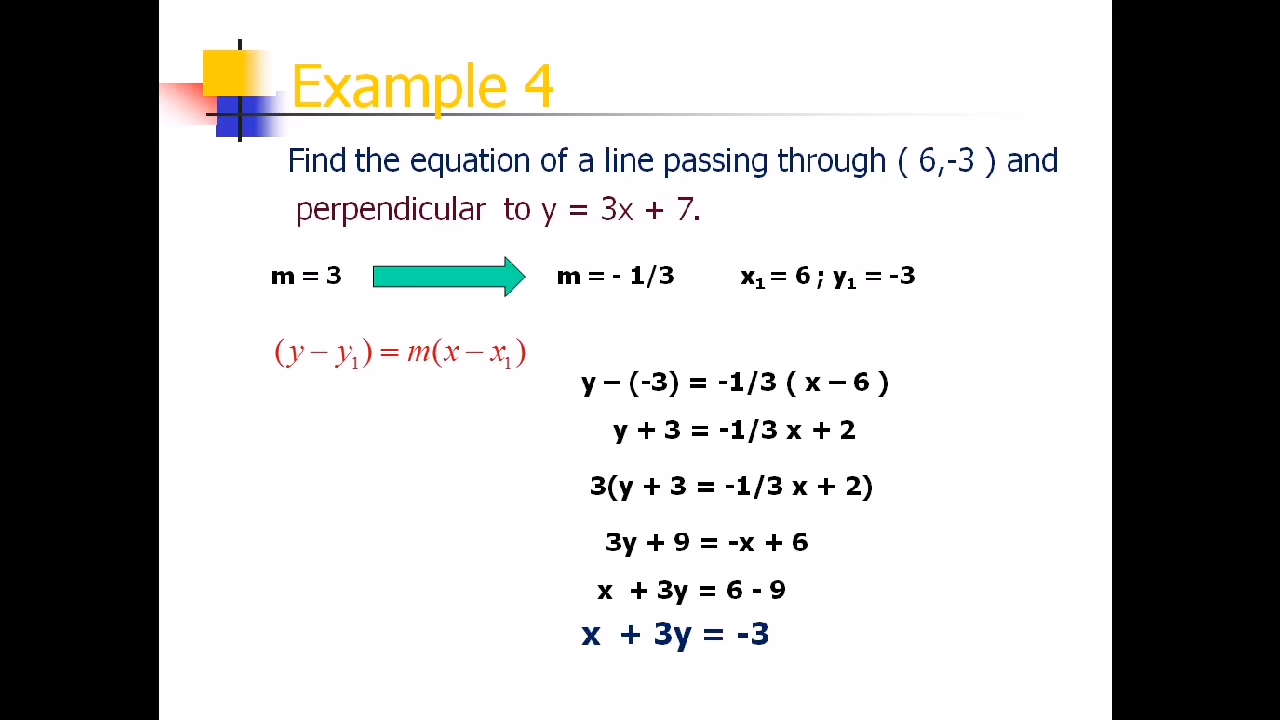 Example 4
Find the equation of a line passing through ( 6,-3 ) and
perpendicular to y = 3x + 7.
m = 3 m = - 1/3 x₁ = 6 ; y₁ = -3
(y – y₁) = m(x – x₁)
y – (-3) = -1/3 ( x – 6 )
y + 3 = -1/3 x + 2
3(y + 3 = -1/3 x + 2)
3y + 9 = -x + 6
x + 3y = 6 - 9
x + 3y = -3